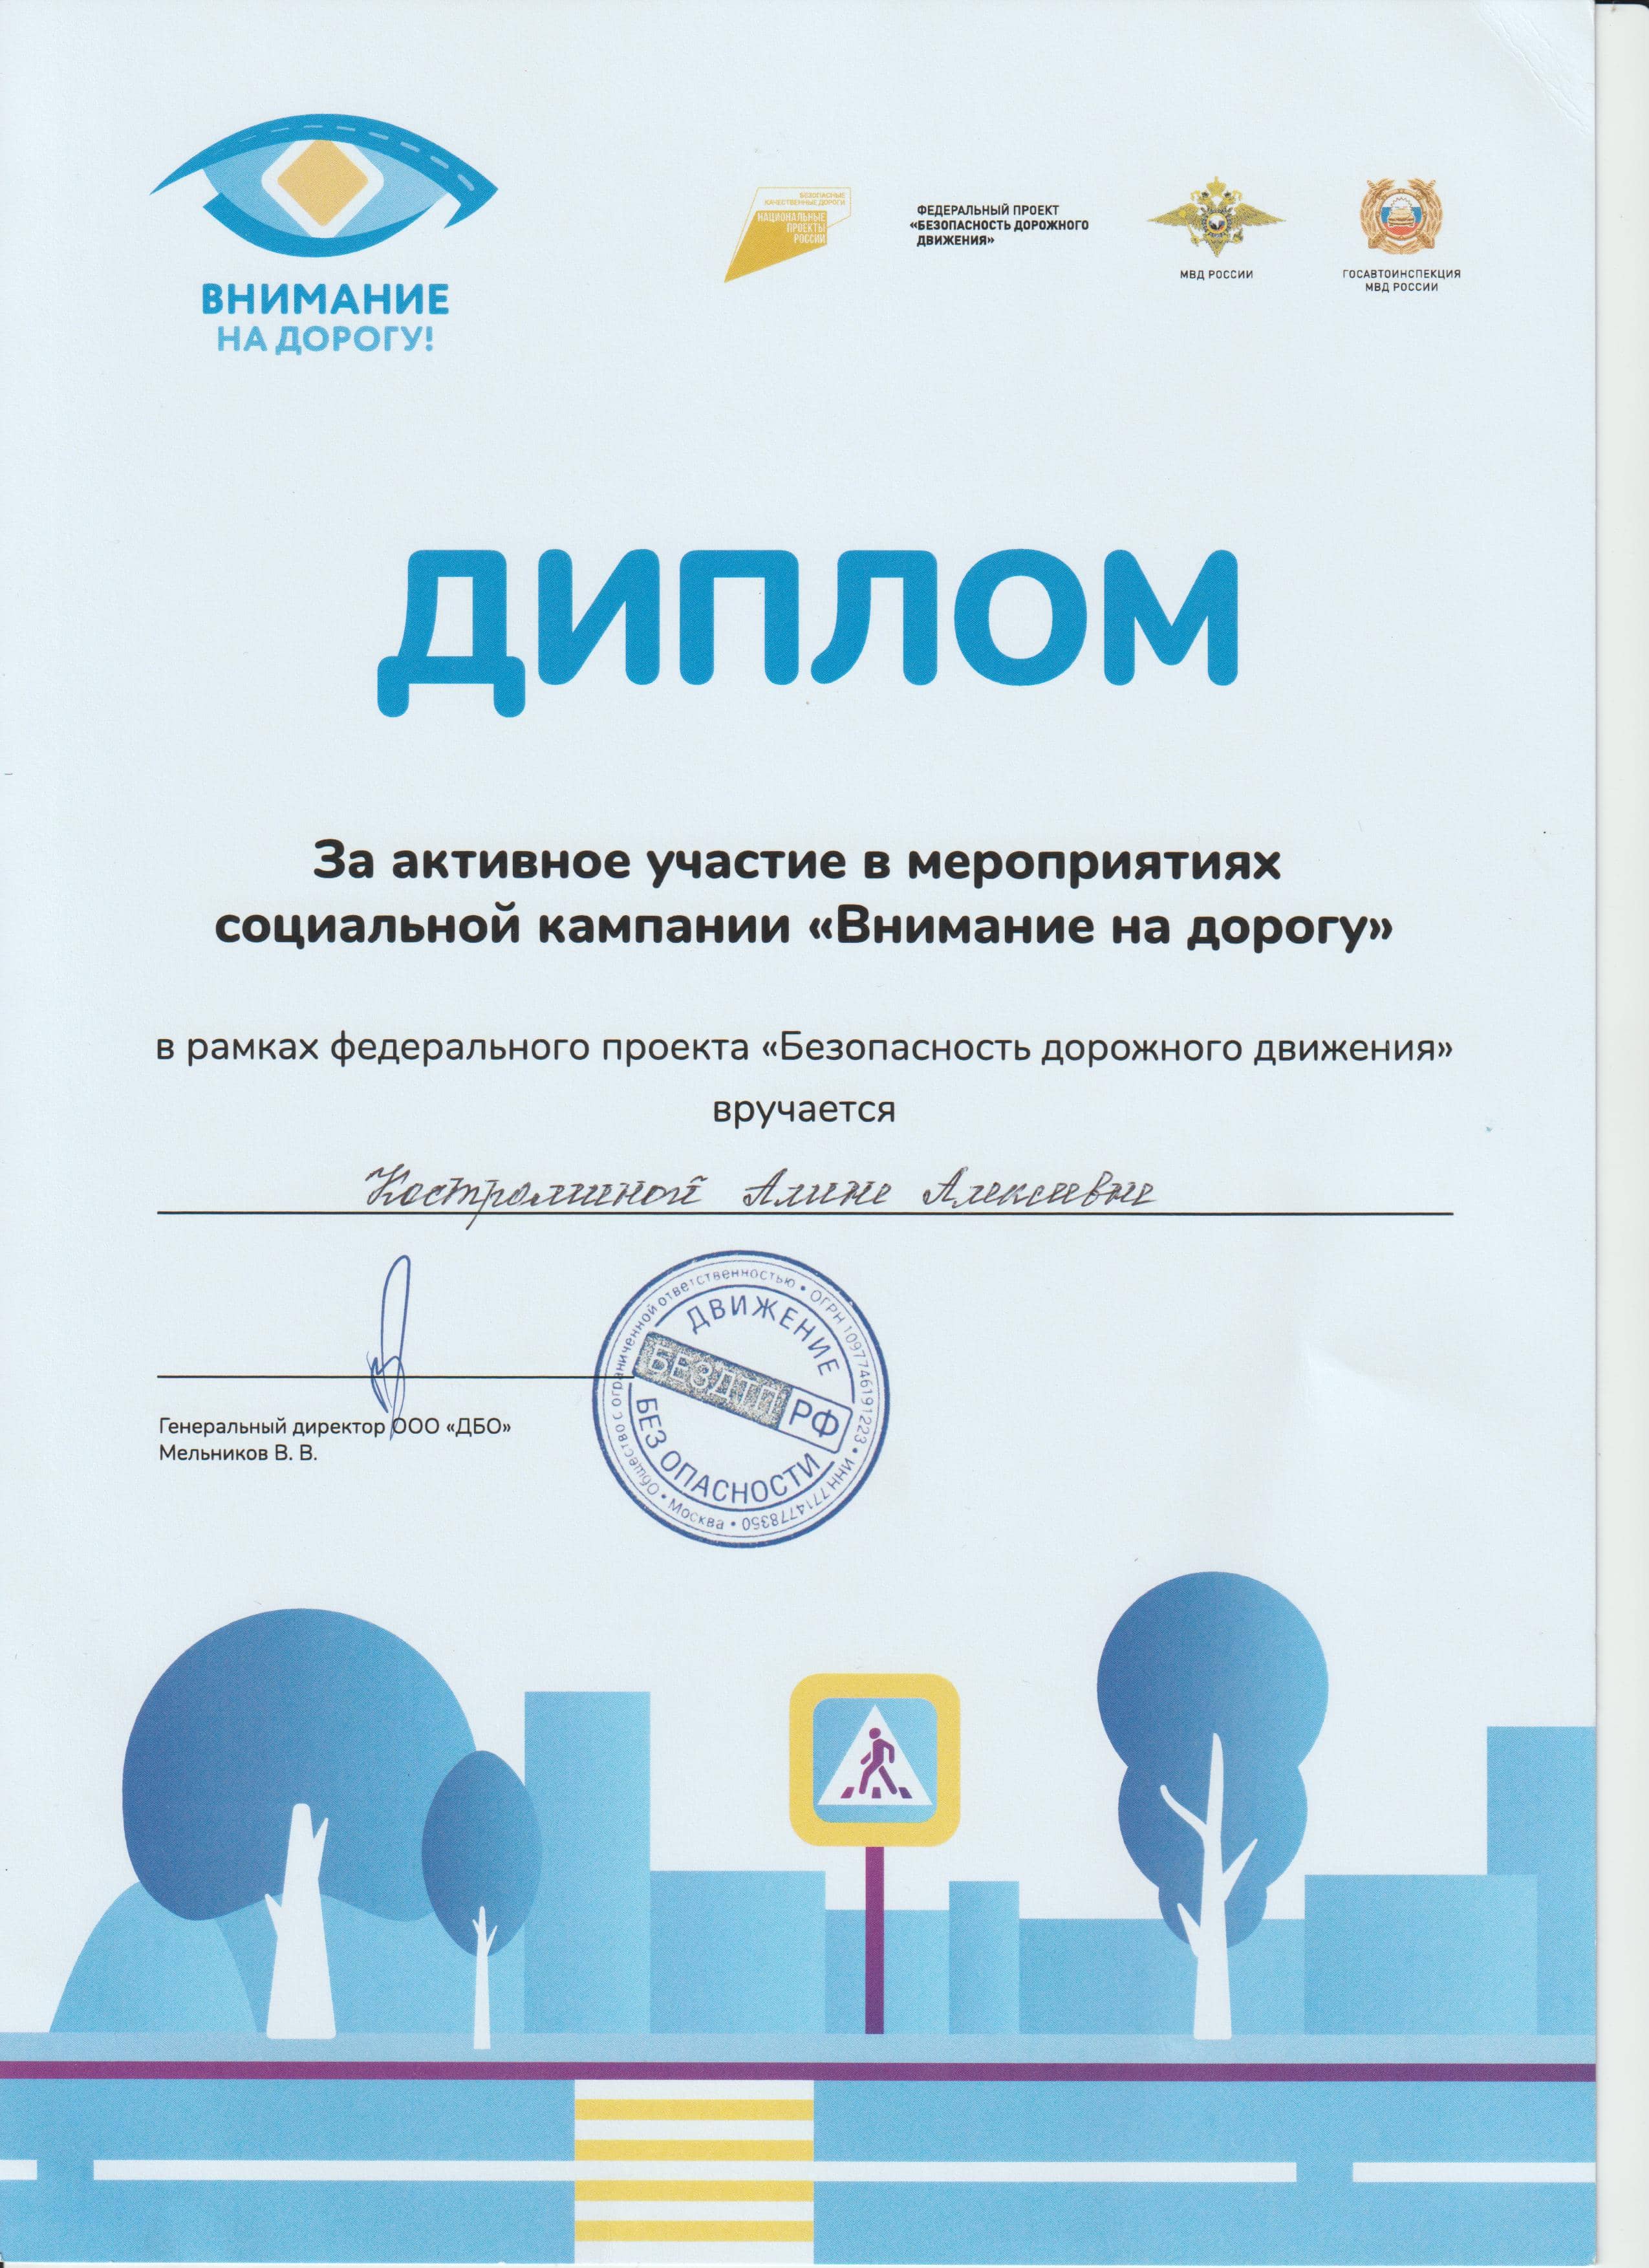 ВНИМАНИЕ
НА ДОРОГУ!
БЕЗОПАСНЫЕ
КАЧЕСТВЕННЫЕ ДОРОГИ
НАЦИОНАЛЬНЫЕ
ПРОЕКТЫ
РОССИИ
ФЕДЕРАЛЬНЫЙ ПРОЕКТ
«БЕЗОПАСНОСТЬ ДОРОЖНОГО
ДВИЖЕНИЯ»
МВД РОССИИ
ГОСАВТОИНСПЕКЦИЯ
МВД РОССИИ
ДИПЛОМ
За активное участие в мероприятиях
социальной кампании «Внимание на дорогу»
в рамках федерального проекта «Безопасность дорожного движения»
вручается
Костроминой Алине Алексеевне
Генеральный директор ООО «ДБО»
Мельников В. В.
Общество с ограниченной ответственностью • ОГРН 1097746191223 • ИНН 7714778350 • Москва •
ДВИЖЕНИЕ
БЕЗДТП РФ
БЕЗ ОПАСНОСТИ